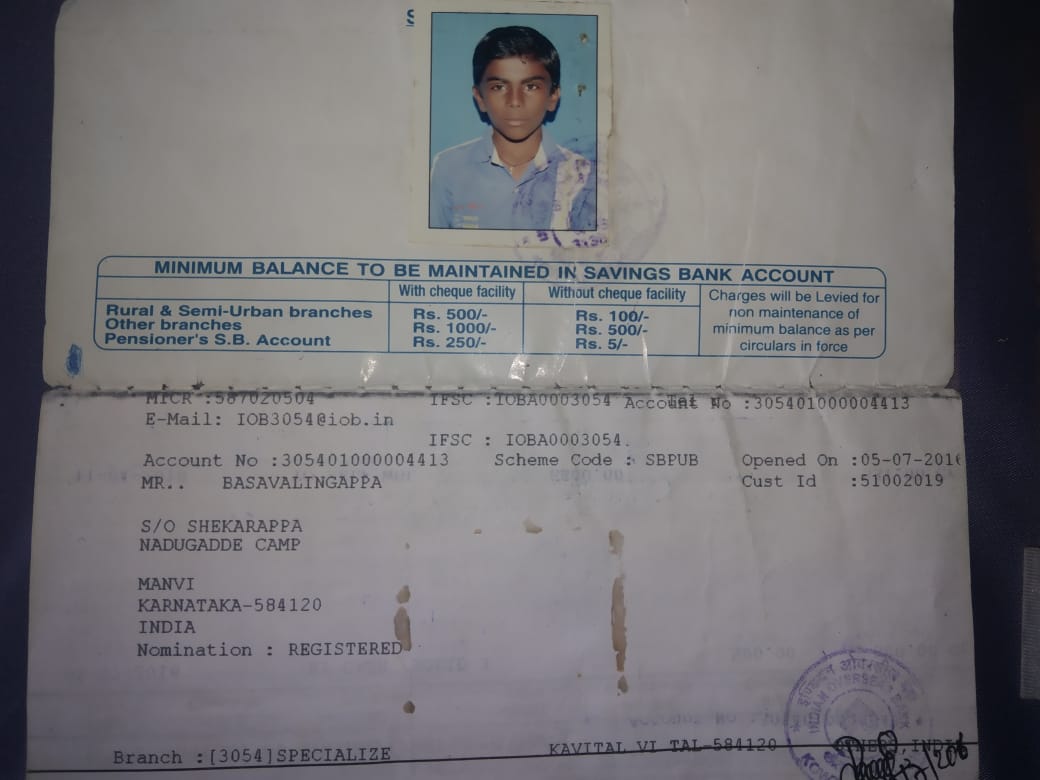 S
MINIMUM BALANCE TO BE MAINTAINED IN SAVINGS BANK ACCOUNT
With cheque facility Without cheque facility Charges will be Levied for non maintenance of minimum balance as per circulars in force
Rural & Semi-Urban branches Rs. 500/- Rs. 100/-
Other branches Rs. 1000/- Rs. 500/-
Pensioner's S.B. Account Rs. 250/- Rs. 5/-
MICR :587020504 IFSC :IOBA0003054 Account No :305401000004413
E-Mail: IOB3054@iob.in
IFSC : IOBA0003054.
Account No :305401000004413 Scheme Code : SBPUB Opened On :05-07-2016
MR.. BASAVALINGAPPA Cust Id :51002019
S/O SHEKARAPPA
NADUGADDE CAMP
MANVI
KARNATAKA-584120
INDIA
Nomination : REGISTERED
INDIAN OVERSEAS BANK
Branch :[3054]SPECIALIZE KAVITAL VI TAL-584120